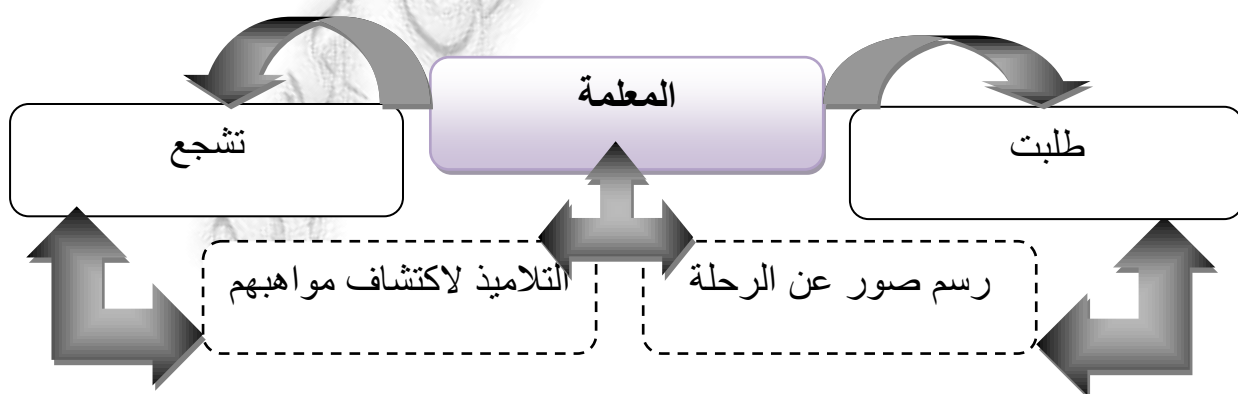 المعلمة
طلبت
تشجع
رسم صور عن الرحلة
التلاميذ لاكتشاف مواهبهم